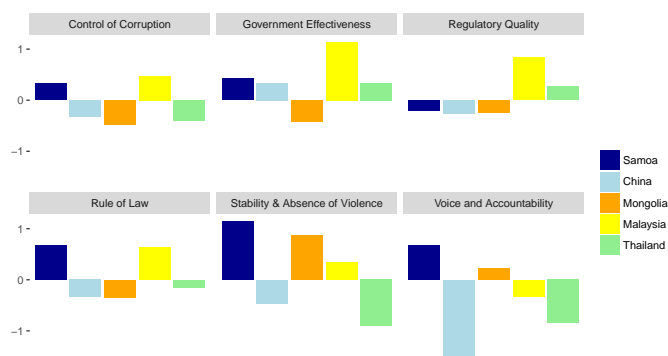 Control of Corruption
Government Effectiveness
Regulatory Quality
1
0
−1
Samoa
China
Mongolia
Malaysia
Thailand
Rule of Law
Stability & Absence of Violence
Voice and Accountability
1
0
−1